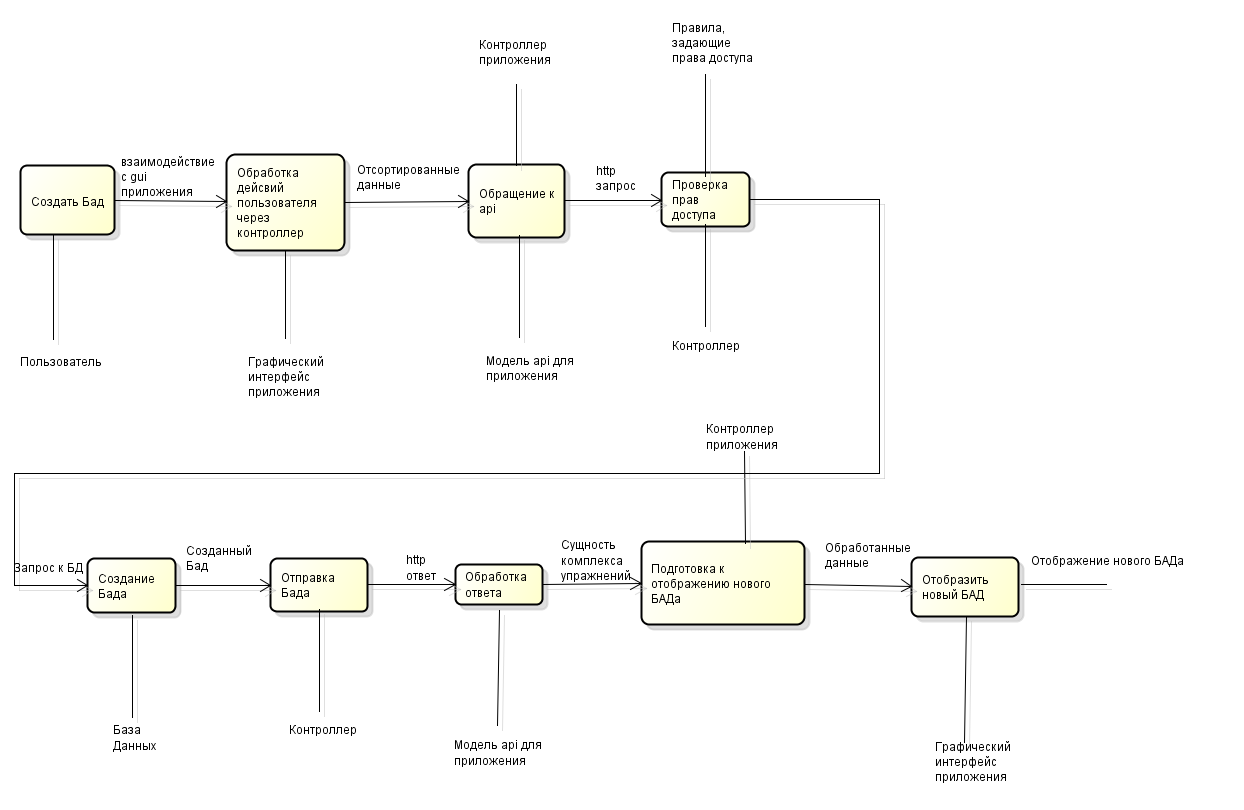 Правила,
задающие
права доступа
Контроллер
приложения
взаимодействие
с gui
приложения
Создать Бад
Обработка
дейсвий
пользователя
через
контроллер
Отсортированные
данные
Обращение к
api
http
запрос
Проверка
прав
доступа
Пользователь
Графический
интерфейс
приложения
Модель api для
приложения
Контроллер
Контроллер
приложения
Запрос к БД
Создание
Бада
Созданный
Бад
Отправка
Бада
http
ответ
Обработка
ответа
Сущность
комплекса
упражнений
Подготовка к
отображению нового
БАДа
Обработанные
данные
Отобразить
новый БАД
Отображение нового БАДа
База
Данных
Контроллер
Модель api для
приложения
Графический
интерфейс
приложения